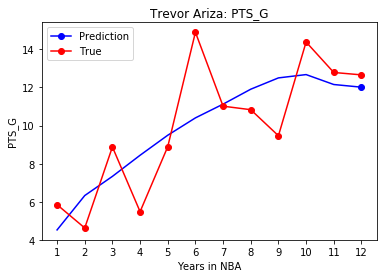 Trevor Ariza: PTS_G
Prediction
True
PTS_G
14
12
10
8
6
4
1 2 3 4 5 6 7 8 9 10 11 12
Years in NBA